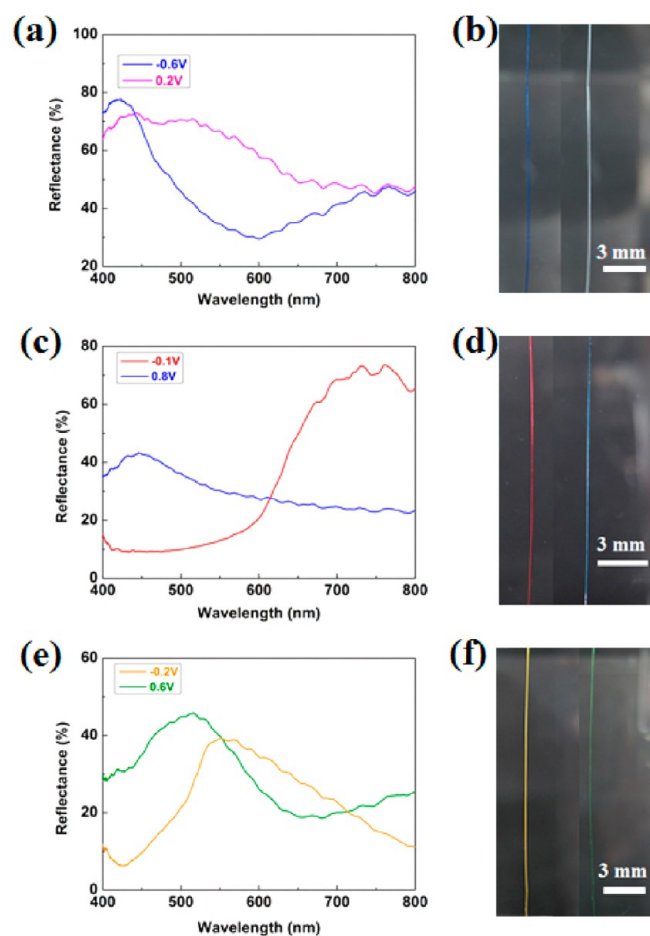 (a)
100
80
60
40
20
Reflectance (%)
-0.6V
0.2V
400 500 600 700 800
Wavelength (nm)
(b)
3 mm
(c)
80
60
40
20
0
Reflectance (%)
-0.1V
0.8V
400 500 600 700 800
Wavelength (nm)
(d)
3 mm
(e)
60
40
20
0
Reflectance (%)
-0.2V
0.6V
400 500 600 700 800
Wavelength (nm)
(f)
3 mm